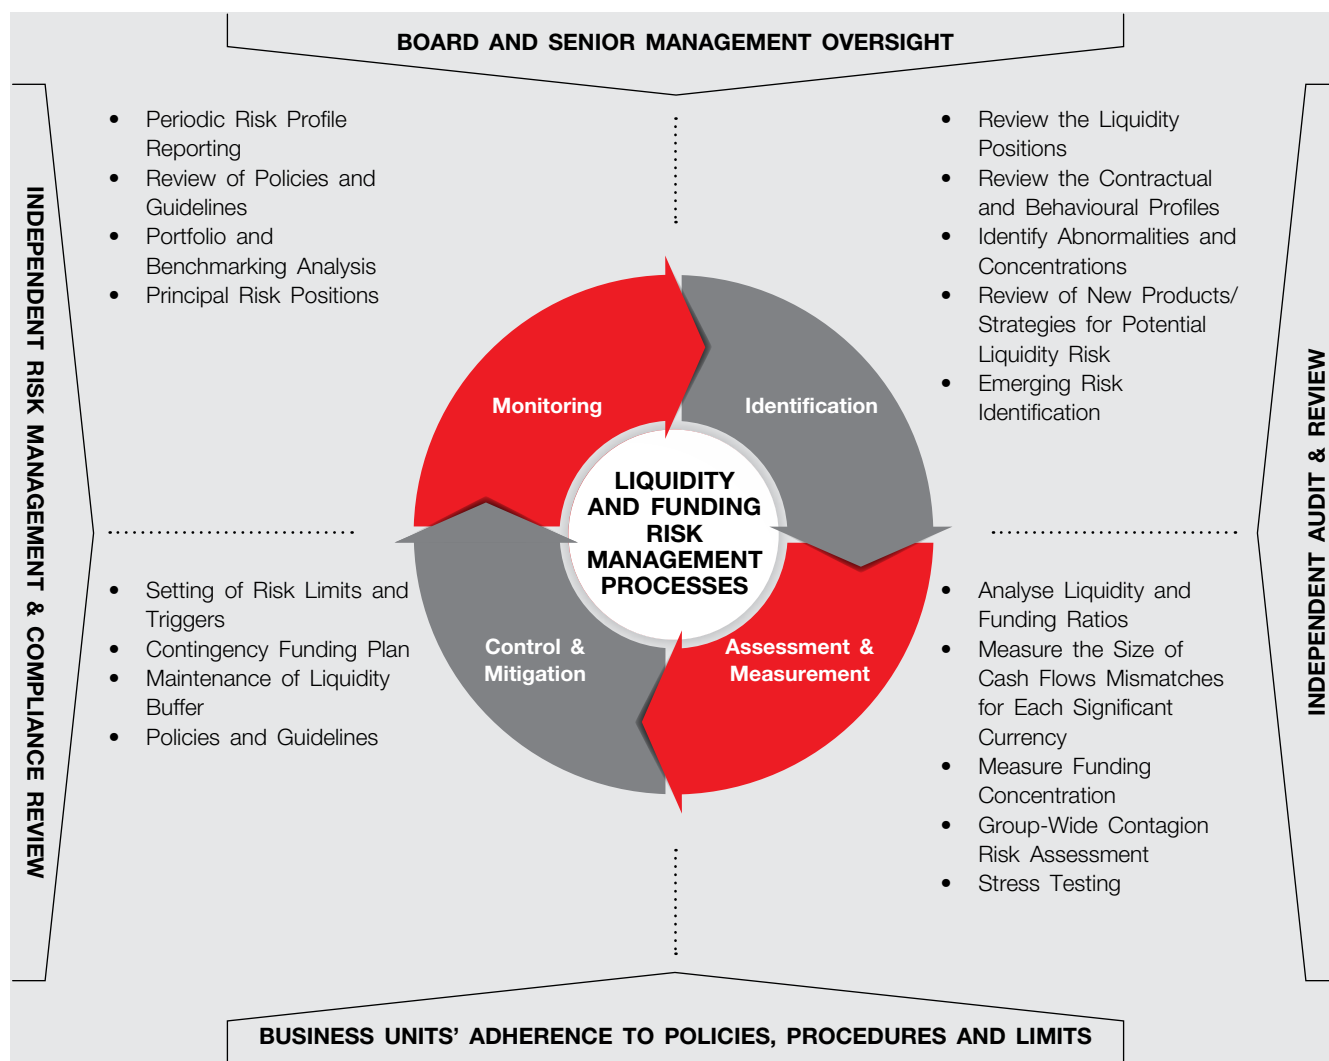 BOARD AND SENIOR MANAGEMENT OVERSIGHT
INDEPENDENT RISK MANAGEMENT & COMPLIANCE REVIEW
• Periodic Risk Profile
Reporting
• Review of Policies and
Guidelines
• Portfolio and
Benchmarking Analysis
• Principal Risk Positions
• Review the Liquidity
Positions
• Review the Contractual
and Behavioural Profiles
• Identify Abnormalities and
Concentrations
• Review of New Products/
Strategies for Potential
Liquidity Risk
• Emerging Risk
Identification
INDEPENDENT AUDIT & REVIEW
Monitoring
Identification
LIQUIDITY
AND FUNDING
RISK
MANAGEMENT
PROCESSES
Control &
Mitigation
Assessment &
Measurement
• Setting of Risk Limits and
Triggers
• Contingency Funding Plan
• Maintenance of Liquidity
Buffer
• Policies and Guidelines
• Analyse Liquidity and
Funding Ratios
• Measure the Size of
Cash Flows Mismatches
for Each Significant
Currency
• Measure Funding
Concentration
• Group-Wide Contagion
Risk Assessment
• Stress Testing
BUSINESS UNITS' ADHERENCE TO POLICIES, PROCEDURES AND LIMITS